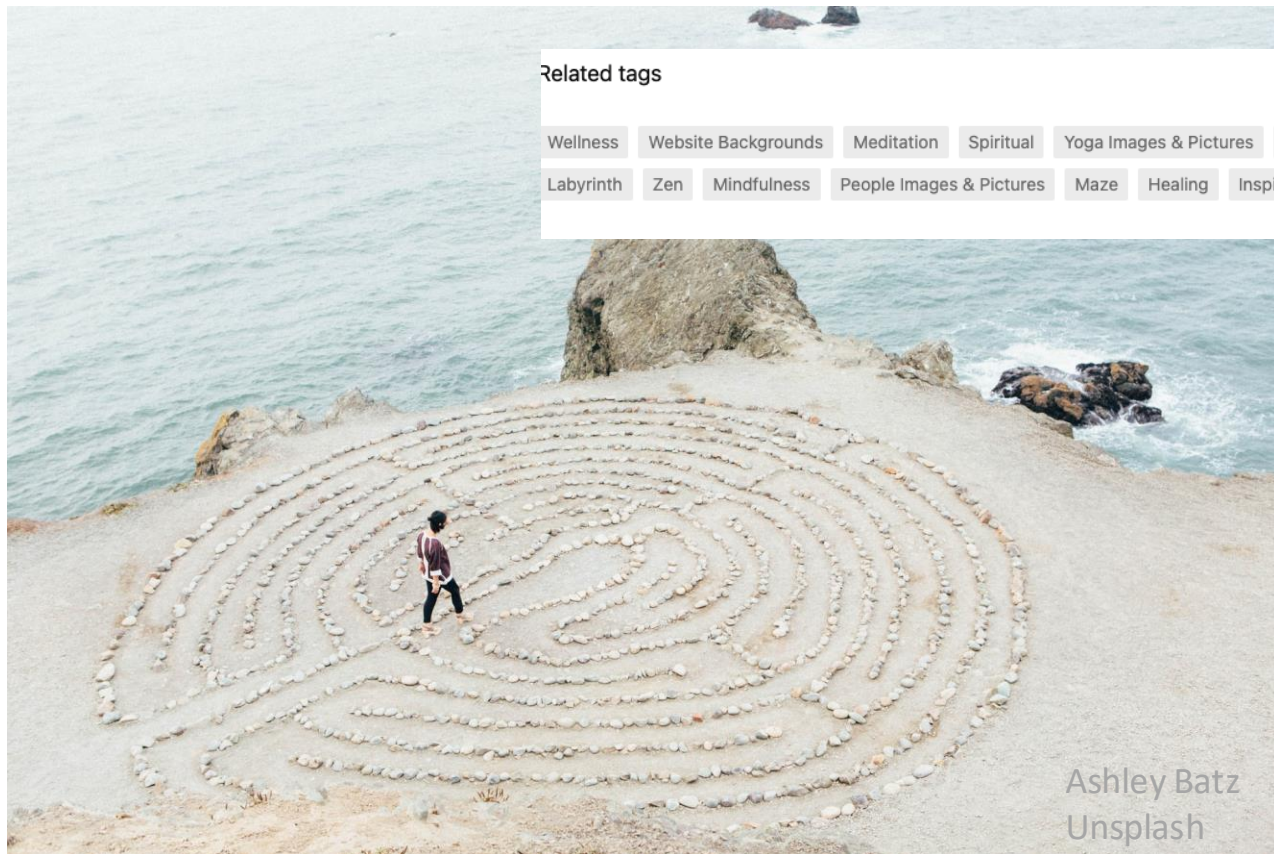 Related tags
Wellness Website Backgrounds Meditation Spiritual Yoga Images & Pictures
Labyrinth Zen Mindfulness People Images & Pictures Maze Healing
Ashley Batz
Unsplash